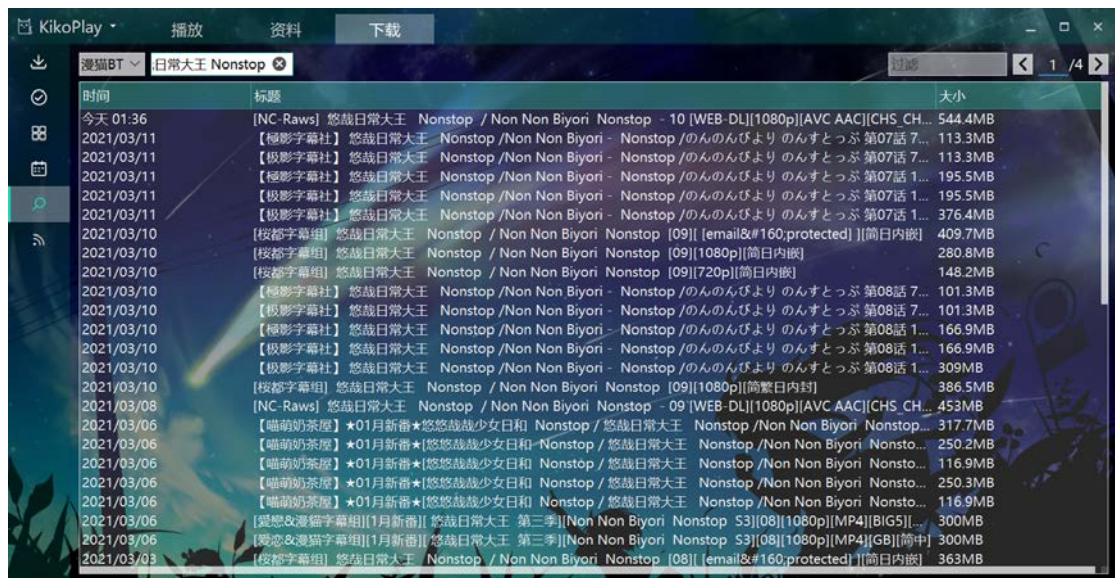 KikoPlay 播放 资料 下载
漫猫BT 日常大王 Nonstop 过滤 1 /4
时间 标题 大小
今天 01:36 [NC-Raws] 悠哉日常大王 Nonstop / Non Non Biyori Nonstop - 10 [WEB-DL][1080p][AVC AAC][CHS_CH... 544.4MB
2021/03/11 【極影字幕社】 悠哉日常大王 Nonstop /Non Non Biyori - Nonstop /のんのんびより のんすとっぷ 第07話 7... 113.3MB
2021/03/11 【极影字幕社】 悠哉日常大王 Nonstop /Non Non Biyori - Nonstop /のんのんびより のんすとっぷ 第07话 7... 113.3MB
2021/03/11 【極影字幕社】 悠哉日常大王 Nonstop /Non Non Biyori - Nonstop /のんのんびより のんすとっぷ 第07話 1... 195.5MB
2021/03/11 【极影字幕社】 悠哉日常大王 Nonstop /Non Non Biyori - Nonstop /のんのんびより のんすとっぷ 第07话 1... 195.5MB
2021/03/11 【极影字幕社】 悠哉日常大王 Nonstop /Non Non Biyori - Nonstop /のんのんびより のんすとっぷ 第07话 1... 376.4MB
2021/03/10 [桜都字幕组] 悠哉日常大王 Nonstop / Non Non Biyori Nonstop [09][ [email&#160;protected] ][简日内嵌] 409.7MB
2021/03/10 [桜都字幕组] 悠哉日常大王 Nonstop / Non Non Biyori Nonstop [09][1080p][简日内嵌] 280.8MB
2021/03/10 [桜都字幕组] 悠哉日常大王 Nonstop / Non Non Biyori Nonstop [09][720p][简日内嵌] 148.2MB
2021/03/10 【極影字幕社】 悠哉日常大王 Nonstop /Non Non Biyori - Nonstop /のんのんびより のんすとっぷ 第08話 7... 101.3MB
2021/03/10 【极影字幕社】 悠哉日常大王 Nonstop /Non Non Biyori - Nonstop /のんのんびより のんすとっぷ 第08话 7... 101.3MB
2021/03/10 【極影字幕社】 悠哉日常大王 Nonstop /Non Non Biyori - Nonstop /のんのんびより のんすとっぷ 第08話 1... 166.9MB
2021/03/10 【极影字幕社】 悠哉日常大王 Nonstop /Non Non Biyori - Nonstop /のんのんびより のんすとっぷ 第08话 1... 166.9MB
2021/03/10 【极影字幕社】 悠哉日常大王 Nonstop /Non Non Biyori - Nonstop /のんのんびより のんすとっぷ 第08话 1... 309MB
2021/03/10 [桜都字幕组] 悠哉日常大王 Nonstop / Non Non Biyori Nonstop [09][1080p][简繁日内封] 386.5MB
2021/03/08 [NC-Raws] 悠哉日常大王 Nonstop / Non Non Biyori Nonstop - 09 [WEB-DL][1080p][AVC AAC][CHS_CH... 453MB
2021/03/06 【喵萌奶茶屋】★01月新番★悠悠哉哉少女日和 Nonstop / 悠哉日常大王 Nonstop /Non Non Biyori Nonstop... 317.7MB
2021/03/06 【喵萌奶茶屋】★01月新番★[悠悠哉哉少女日和 Nonstop / 悠哉日常大王 Nonstop /Non Non Biyori Nonsto... 250.2MB
2021/03/06 【喵萌奶茶屋】★01月新番★[悠悠哉哉少女日和 Nonstop / 悠哉日常大王 Nonstop /Non Non Biyori Nonsto... 116.9MB
2021/03/06 【喵萌奶茶屋】★01月新番★[悠悠哉哉少女日和 Nonstop / 悠哉日常大王 Nonstop /Non Non Biyori Nonsto... 250.3MB
2021/03/06 【喵萌奶茶屋】★01月新番★[悠悠哉哉少女日和 Nonstop / 悠哉日常大王 Nonstop /Non Non Biyori Nonsto... 116.9MB
2021/03/06 [愛戀&漫貓字幕组][1月新番][ 悠哉日常大王 第三季][Non Non Biyori Nonstop S3][08][1080p][MP4][BIG5][... 300MB
2021/03/06 [爱恋&漫猫字幕组][1月新番][ 悠哉日常大王 第三季][Non Non Biyori Nonstop S3][08][1080p][MP4][GB][简中] 300MB
2021/03/03 [桜都字幕组] 悠哉日常大王 Nonstop / Non Non Biyori Nonstop [08][ [email&#160;protected] ][简日内嵌] 363MB